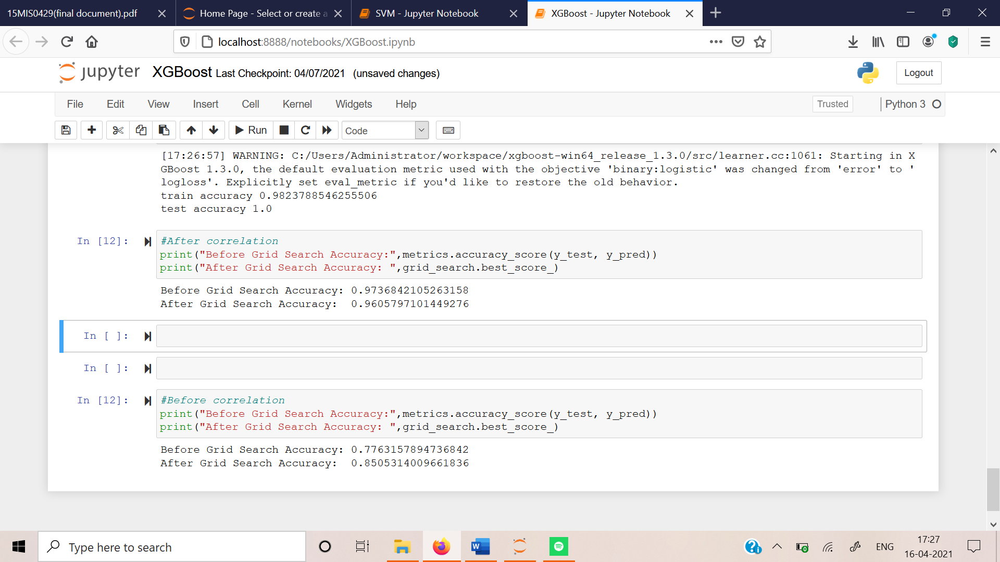 15MIS0429(final document).pdf
Home Page - Select or create a
SVM - Jupyter Notebook
XGBoost - Jupyter Notebook
localhost:8888/notebooks/XGBoost.ipynb
jupyter XGBoost Last Checkpoint: 04/07/2021 (unsaved changes)
Logout
File Edit View Insert Cell Kernel Widgets Help
Trusted
Python 3
Run
Code
[17:26:57] WARNING: C:/Users/Administrator/workspace/xgboost-win64_release_1.3.0/src/learner.cc:1061: Starting in X
GBoost 1.3.0, the default evaluation metric used with the objective 'binary:logistic' was changed from 'error' to '
logloss'. Explicitly set eval_metric if you'd like to restore the old behavior.
train accuracy 0.9823788546255506
test accuracy 1.0
In [12]:
#After correlation
print("Before Grid Search Accuracy:",metrics.accuracy_score(y_test, y_pred))
print("After Grid Search Accuracy: ",grid_search.best_score_)
Before Grid Search Accuracy: 0.9736842105263158
After Grid Search Accuracy:  0.9605797101449276
In [ ]:
In [ ]:
In [12]:
#Before correlation
print("Before Grid Search Accuracy:",metrics.accuracy_score(y_test, y_pred))
print("After Grid Search Accuracy: ",grid_search.best_score_)
Before Grid Search Accuracy: 0.7763157894736842
After Grid Search Accuracy:  0.8505314009661836
Type here to search
W
ENG
17:27
16-04-2021